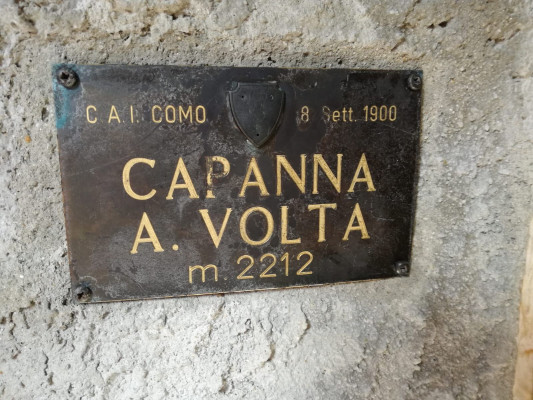 C.A.I. COMO 8 Sett. 1900
CAPANNA
A. VOLTA
m. 2212